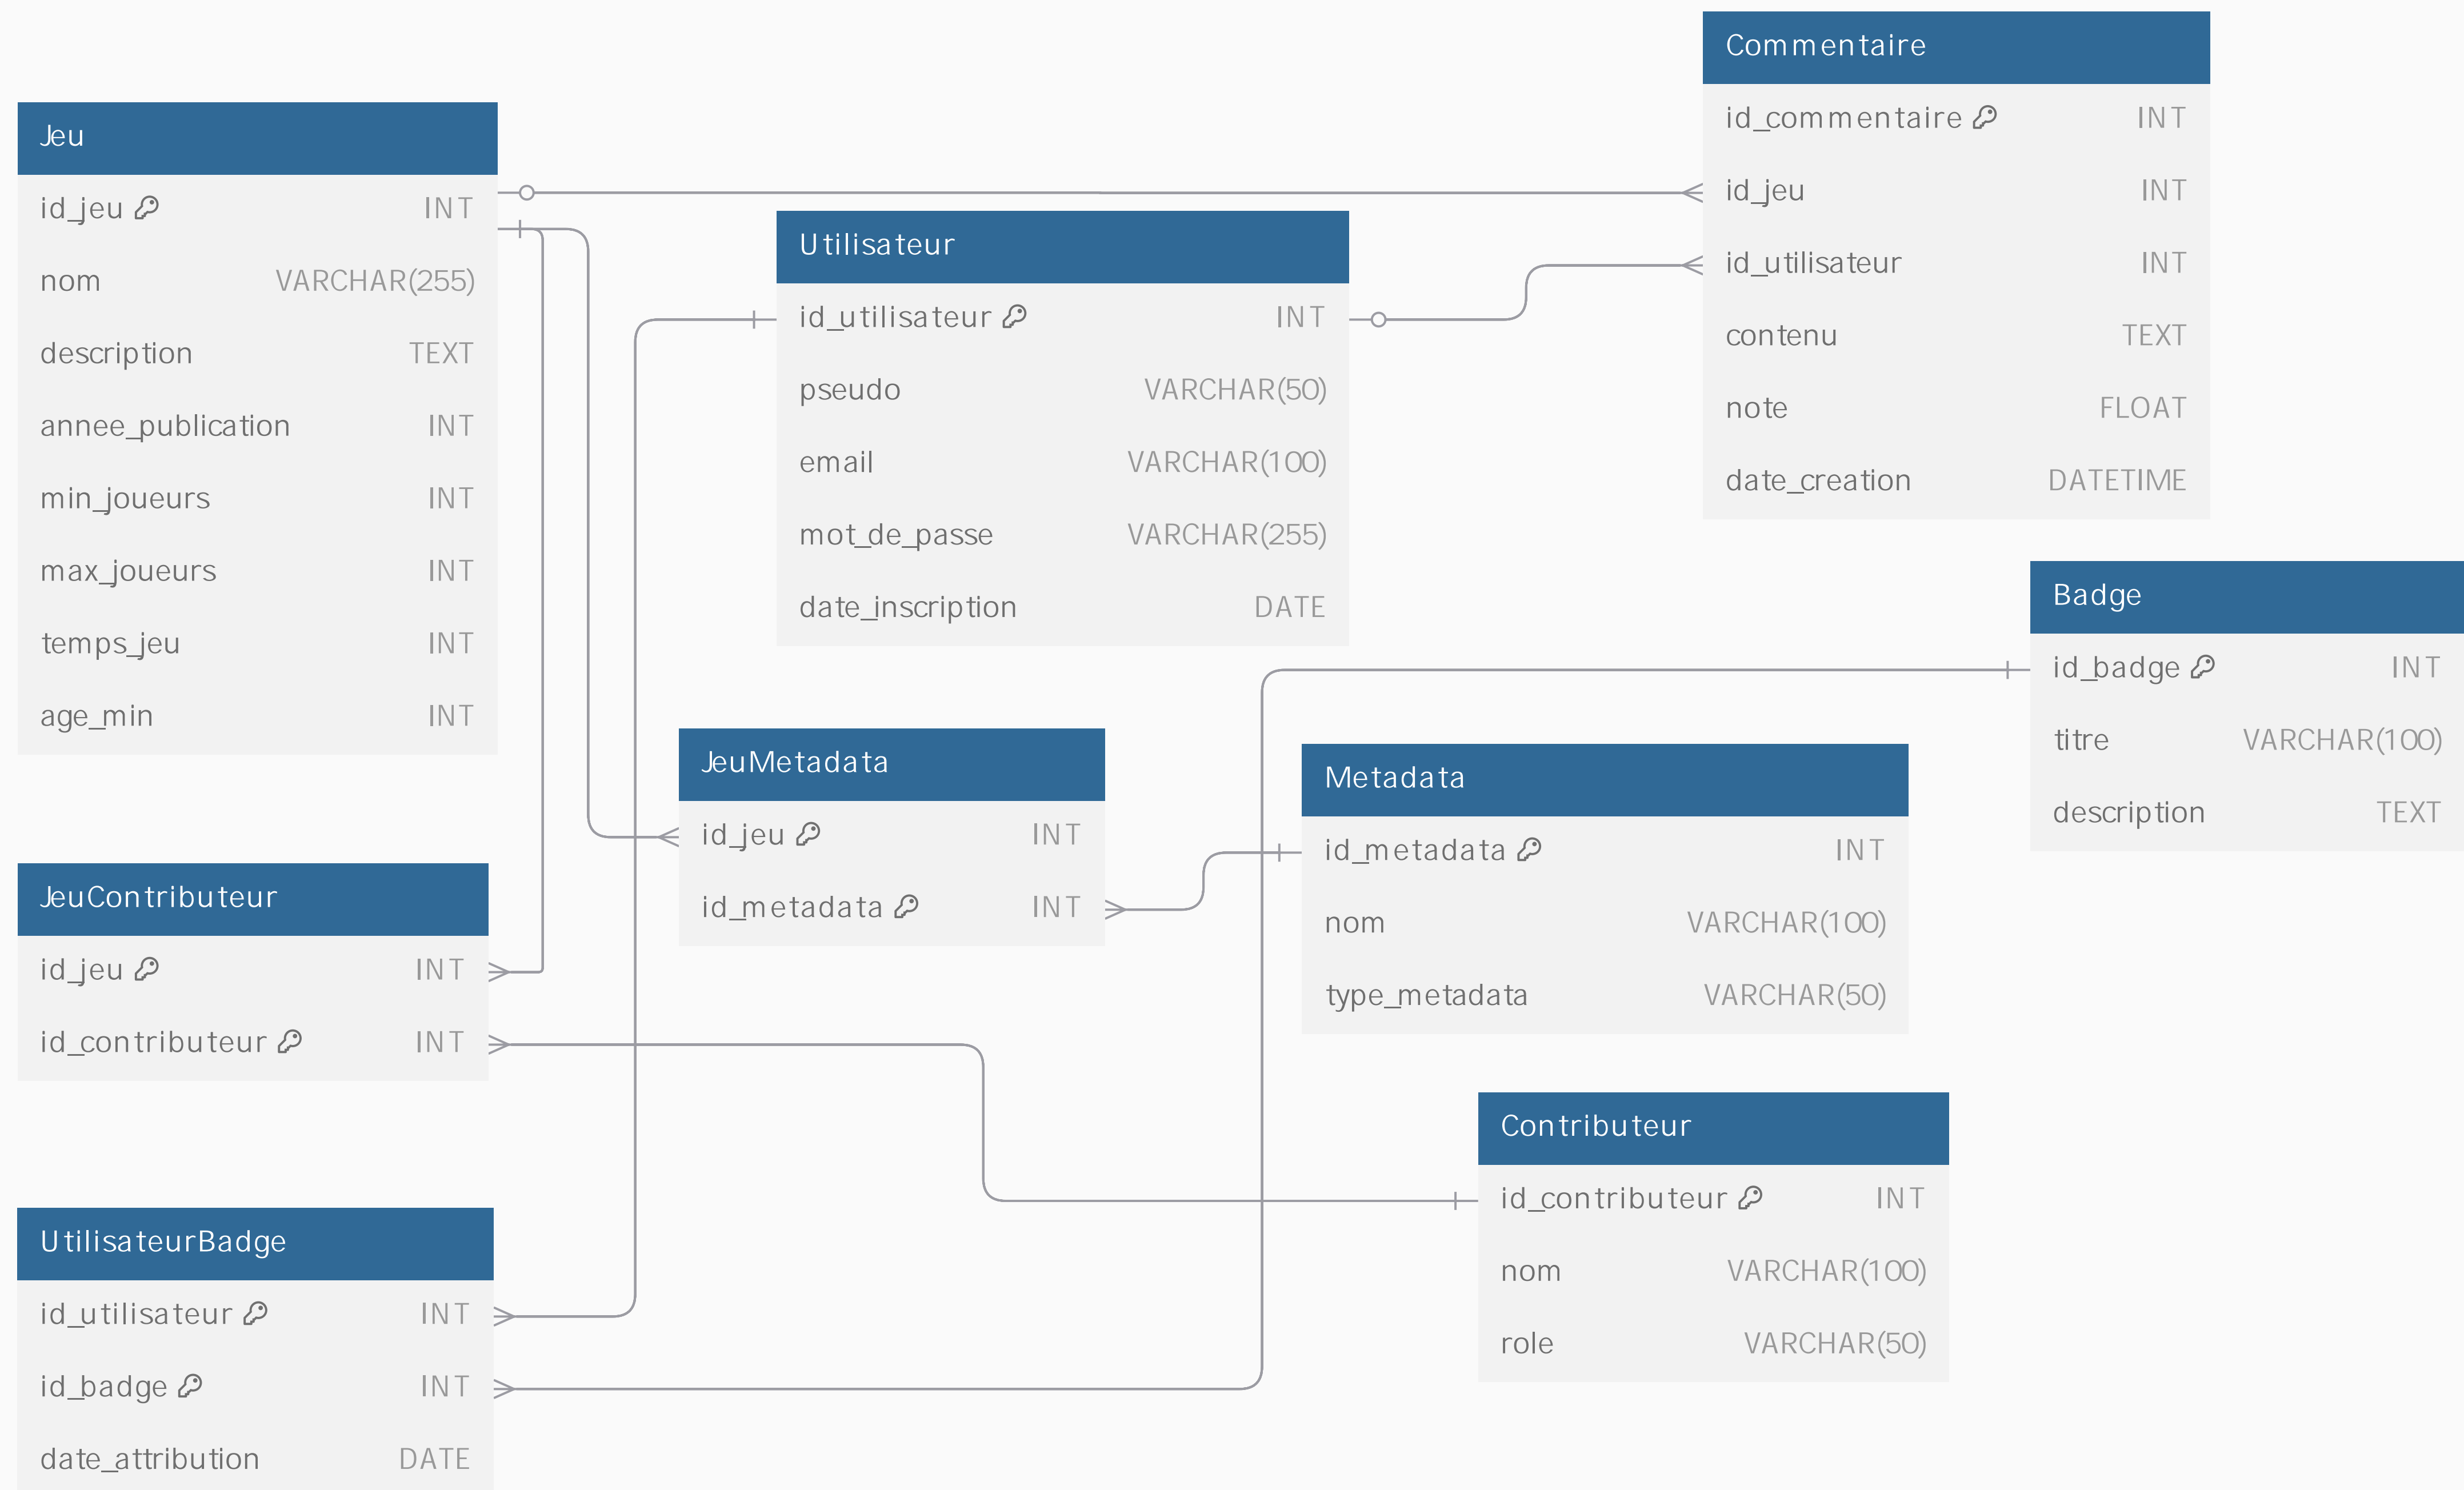 Jeu
id_jeu INT
nom VARCHAR(255)
description TEXT
annee_publication INT
min_joueurs INT
max_joueurs INT
temps_jeu INT
age_min INT
Utilisateur
id_utilisateur INT
pseudo VARCHAR(50)
email VARCHAR(100)
mot_de_passe VARCHAR(255)
date_inscription DATE
Commentaire
id_commentaire INT
id_jeu INT
id_utilisateur INT
contenu TEXT
note FLOAT
date_creation DATETIME
Badge
id_badge INT
titre VARCHAR(100)
description TEXT
JeuMetadata
id_jeu INT
id_metadata INT
Metadata
id_metadata INT
nom VARCHAR(100)
type_metadata VARCHAR(50)
JeuContributeur
id_jeu INT
id_contributeur INT
Contributeur
id_contributeur INT
nom VARCHAR(100)
role VARCHAR(50)
UtilisateurBadge
id_utilisateur INT
id_badge INT
date_attribution DATE